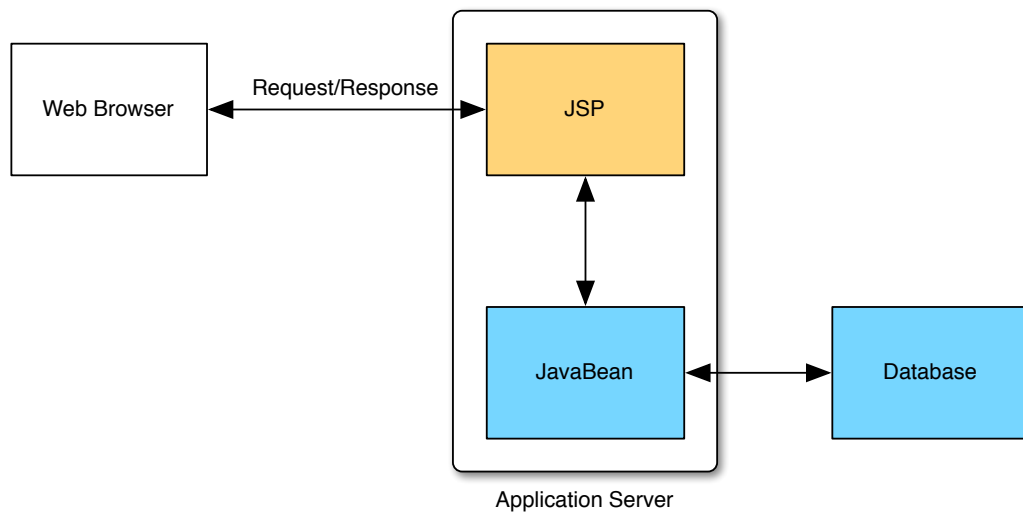 Web Browser
Request/Response
JSP
JavaBean
Database
Application Server